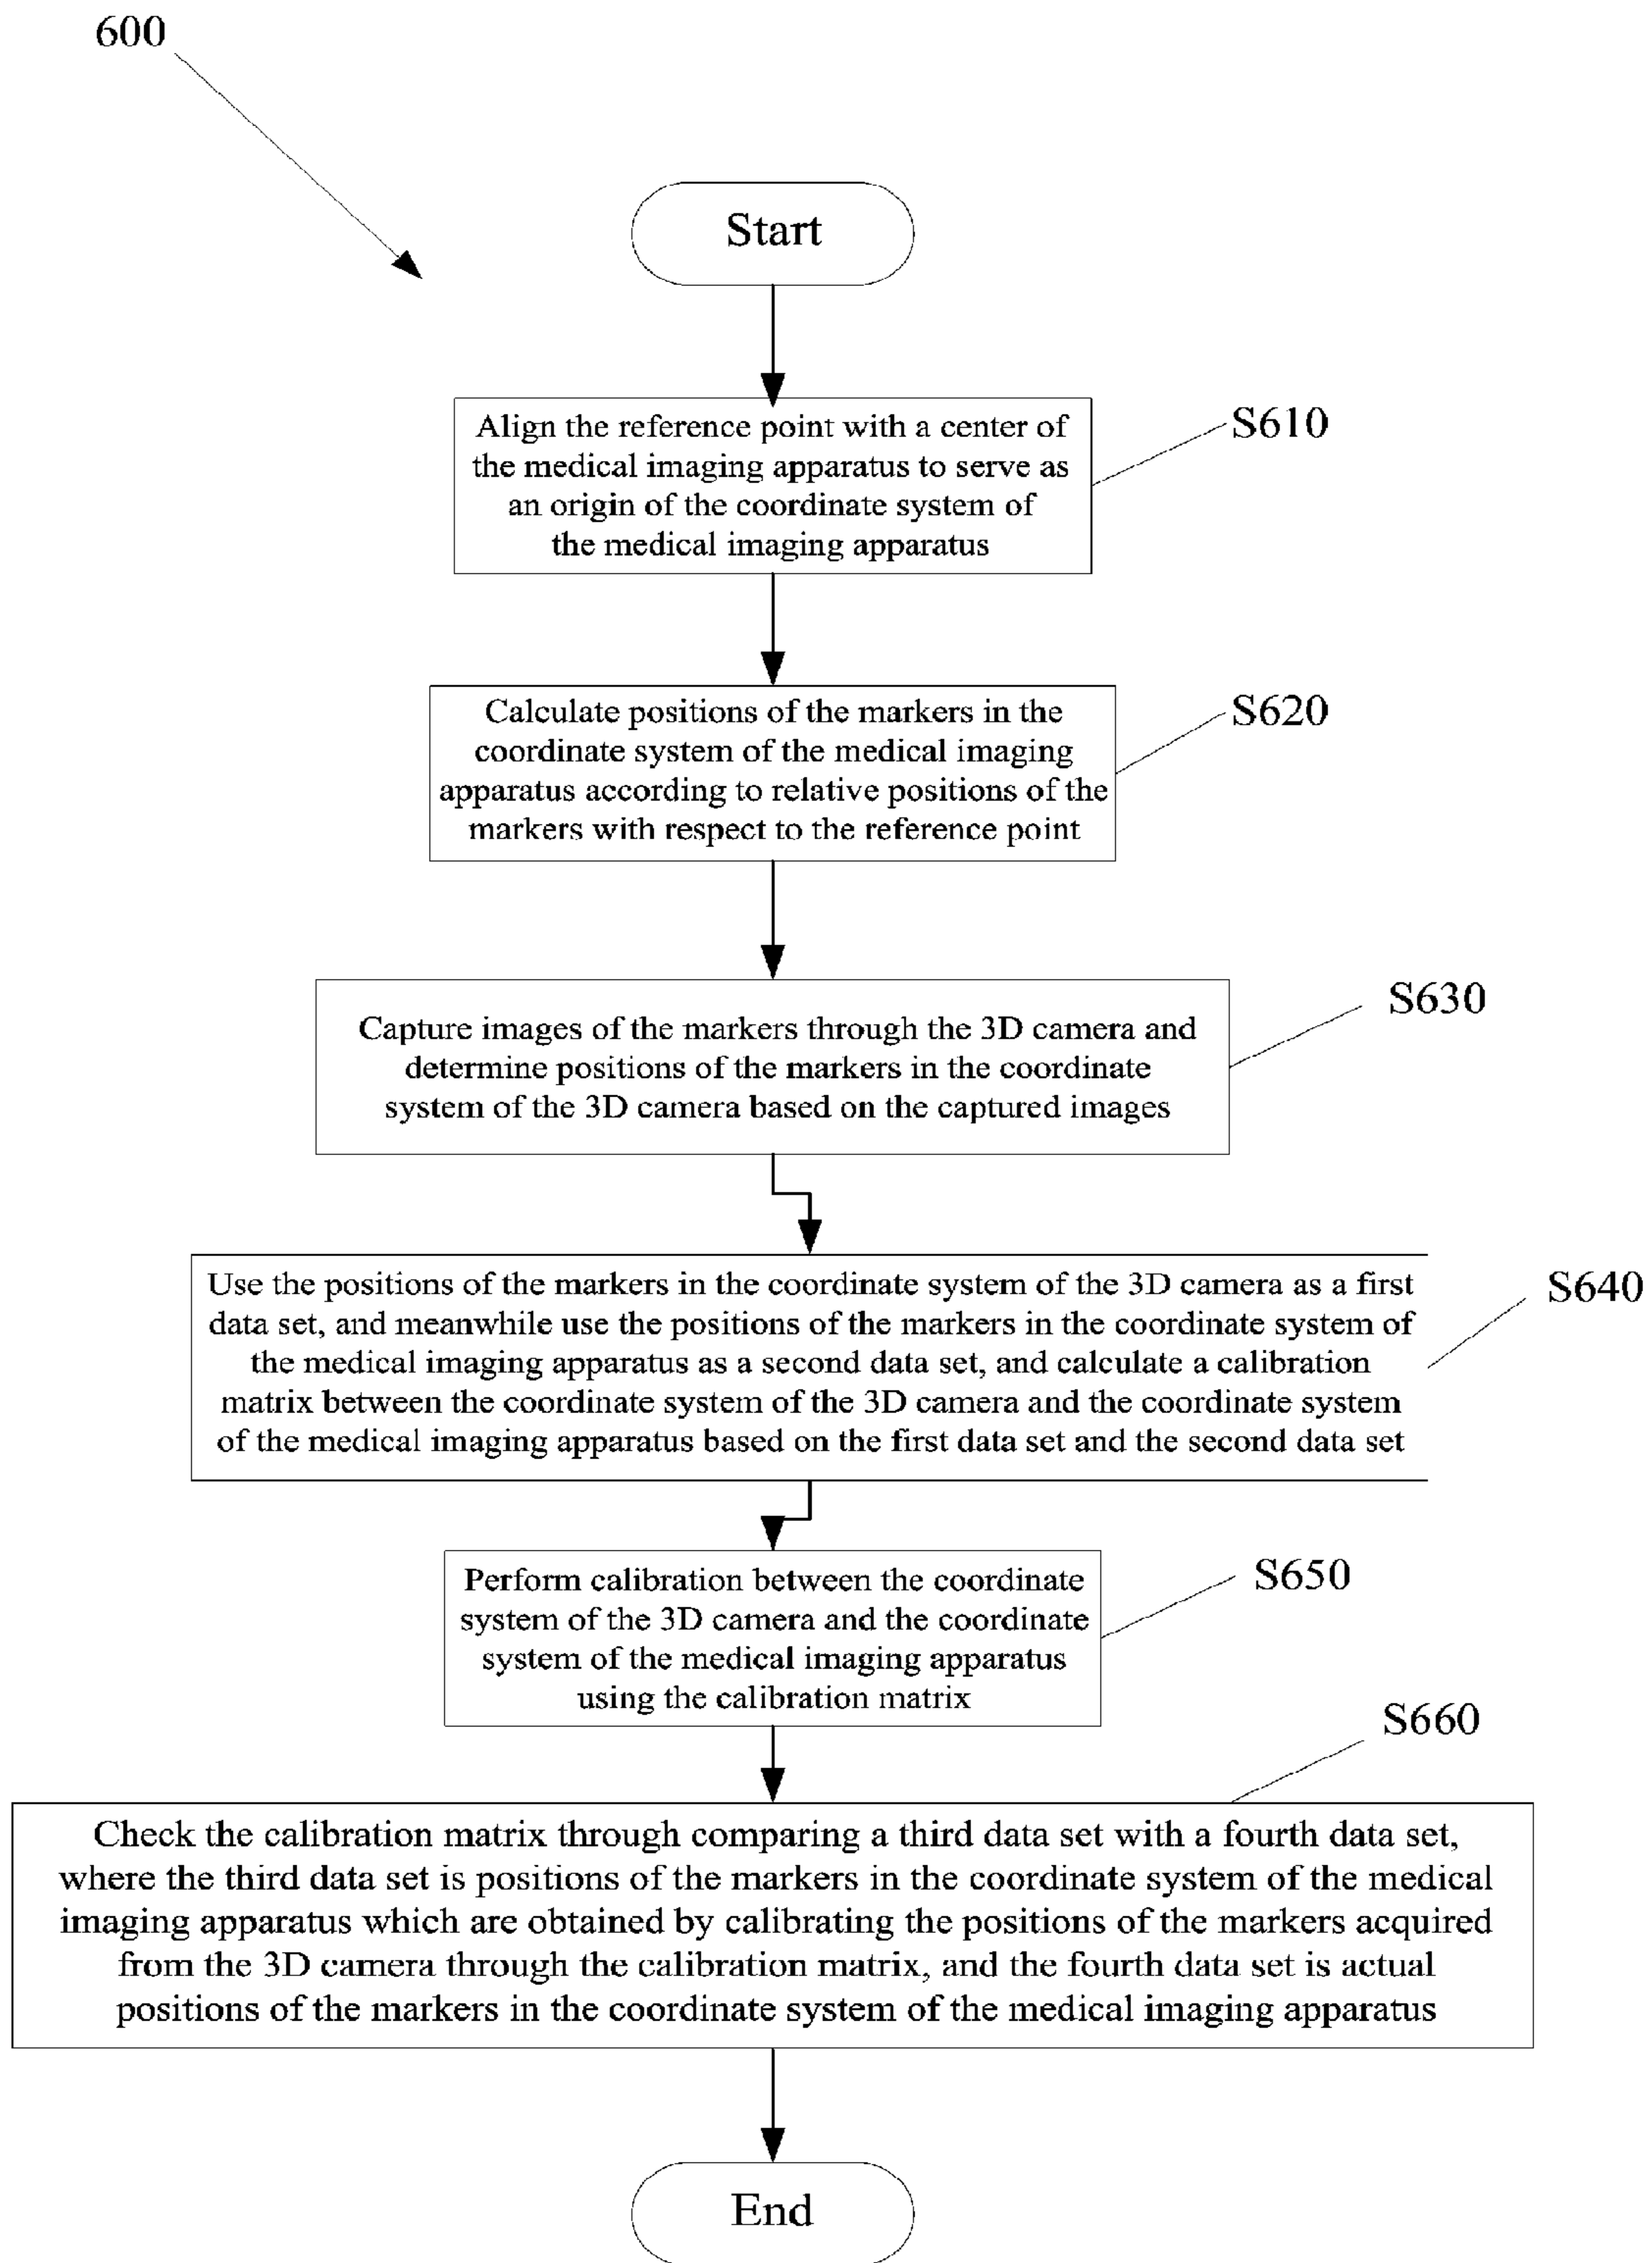 600
Start
Align the reference point with a center of
the medical imaging apparatus to serve as
an origin of the coordinate system of
the medical imaging apparatus
S610
Calculate positions of the markers in the
coordinate system of the medical imaging
apparatus according to relative positions of the
markers with respect to the reference point
S620
Capture images of the markers through the 3D camera and
determine positions of the markers in the coordinate
system of the 3D camera based on the captured images
S630
Use the positions of the markers in the coordinate system of the 3D camera as a first
data set, and meanwhile use the positions of the markers in the coordinate system of
the medical imaging apparatus as a second data set, and calculate a calibration
matrix between the coordinate system of the 3D camera and the coordinate system
of the medical imaging apparatus based on the first data set and the second data set
S640
Perform calibration between the coordinate
system of the 3D camera and the coordinate
system of the medical imaging apparatus
using the calibration matrix
S650
S660
Check the calibration matrix through comparing a third data set with a fourth data set,
where the third data set is positions of the markers in the coordinate system of the medical
imaging apparatus which are obtained by calibrating the positions of the markers acquired
from the 3D camera through the calibration matrix, and the fourth data set is actual
positions of the markers in the coordinate system of the medical imaging apparatus
End